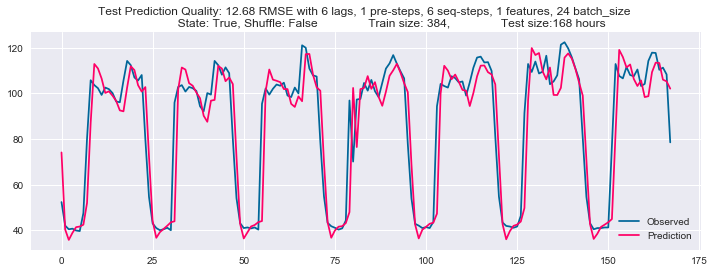 Test Prediction Quality: 12.68 RMSE with 6 lags, 1 pre-steps, 6 seq-steps, 1 features, 24 batch_size
State: True, Shuffle: False Train size: 384, Test size:168 hours
120
100
80
60
40
Observed
Prediction
0 25 50 75 100 125 150 175